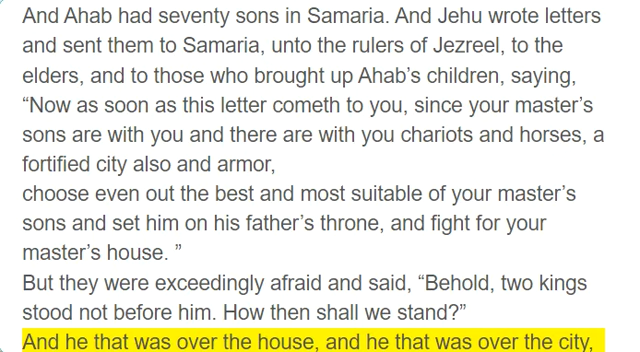 And Ahab had seventy sons in Samaria. And Jehu wrote letters
and sent them to Samaria, unto the rulers of Jezreel, to the
elders, and to those who brought up Ahab’s children, saying,
“Now as soon as this letter cometh to you, since your master’s
sons are with you and there are with you chariots and horses, a
fortified city also and armor,
choose even out the best and most suitable of your master’s
sons and set him on his father’s throne, and fight for your
master’s house. ”
But they were exceedingly afraid and said, “Behold, two kings
stood not before him. How then shall we stand?”
And he that was over the house, and he that was over the city,